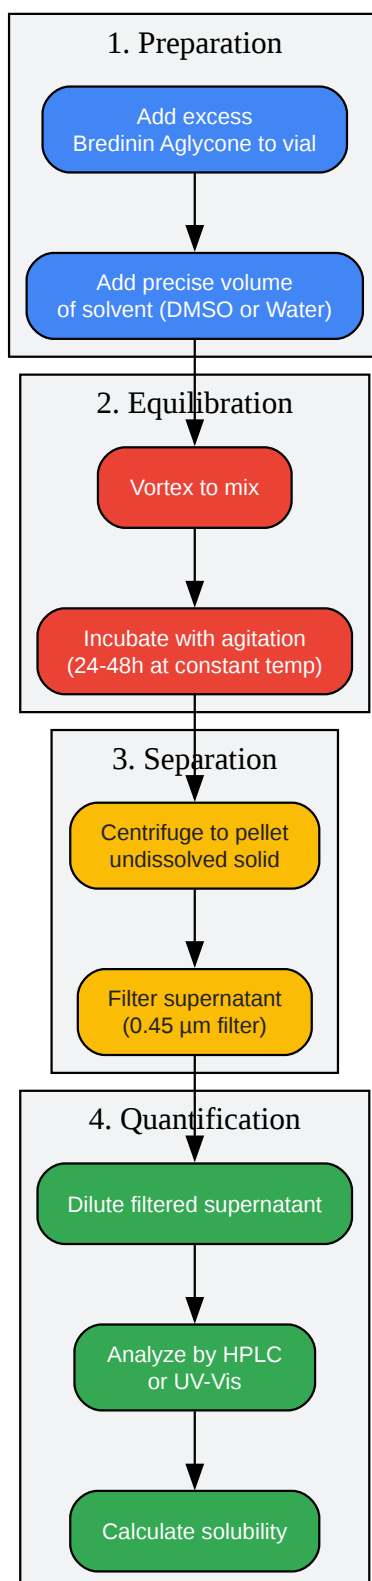 1. Preparation
Add excess
Bredinin Aglycone to vial
Add precise volume
of solvent (DMSO or Water)
2. Equilibration
Vortex to mix
Incubate with agitation
(24-48h at constant temp)
3. Separation
Centrifuge to pellet
undissolved solid
Filter supernatant
(0.45 µm filter)
4. Quantification
Dilute filtered supernatant
Analyze by HPLC
or UV-Vis
Calculate solubility